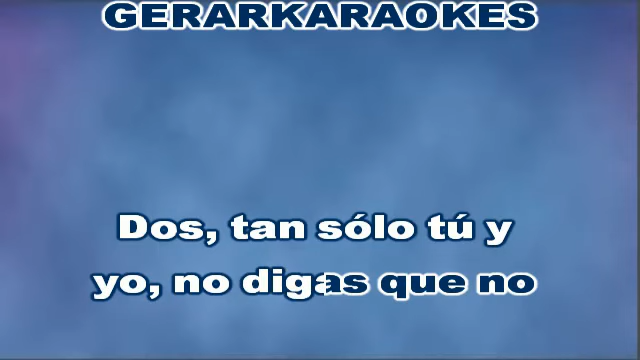 GERARKARAOKES
Dos, tan sólo tú y
yo, no digas que no